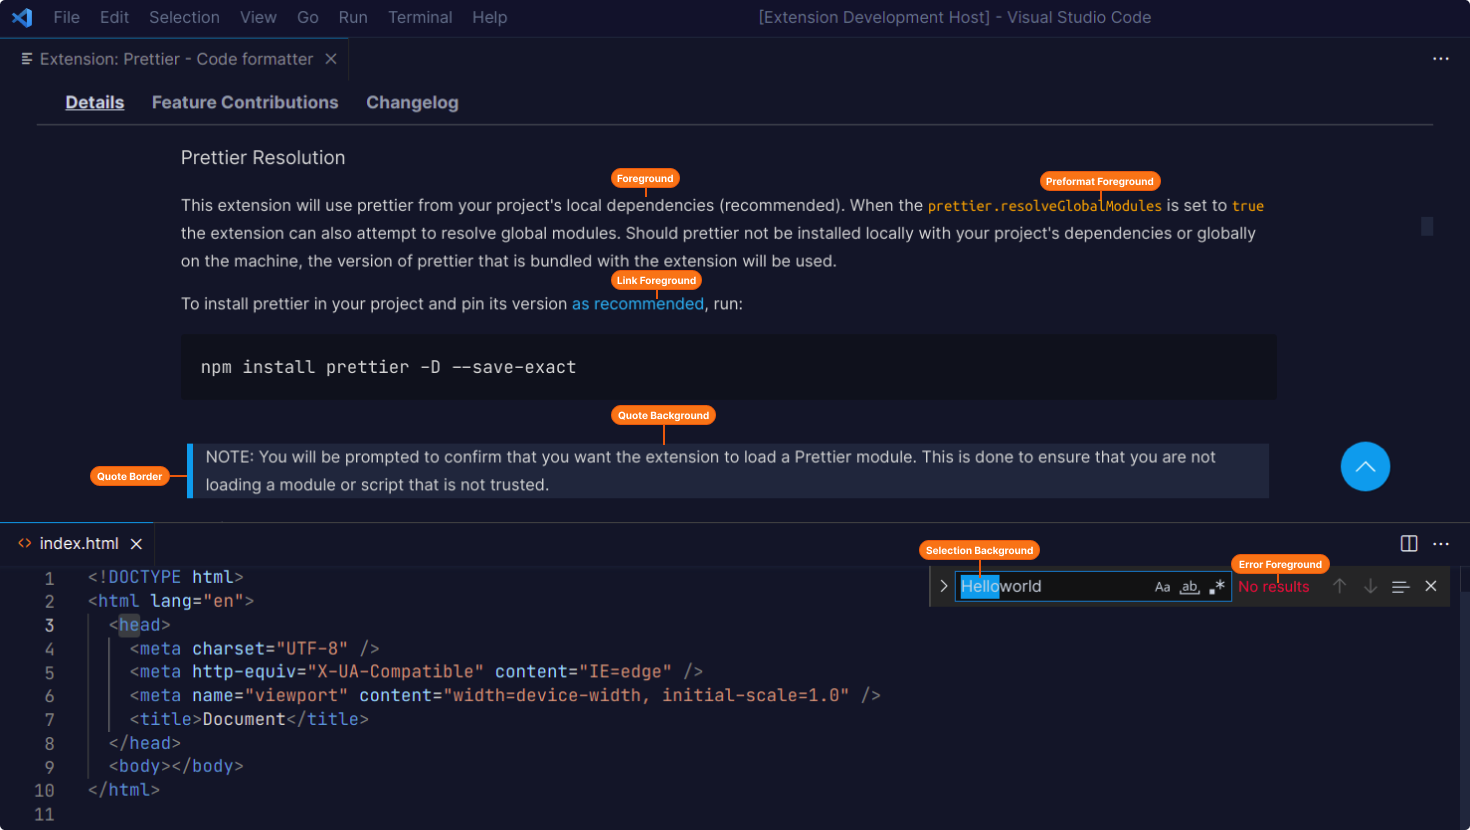 File Edit Selection View Go Run Terminal Help [Extension Development Host] - Visual Studio Code
Extension: Prettier - Code formatter
Details Feature Contributions Changelog
Prettier Resolution
Foreground
Preformat Foreground
This extension will use prettier from your project's local dependencies (recommended). When the prettier.resolveGlobalModules is set to true
the extension can also attempt to resolve global modules. Should prettier not be installed locally with your project's dependencies or globally
on the machine, the version of prettier that is bundled with the extension will be used.
Link Foreground
To install prettier in your project and pin its version as recommended, run:
npm install prettier -D --save-exact
Quote Background
Quote Border
NOTE: You will be prompted to confirm that you want the extension to load a Prettier module. This is done to ensure that you are not
loading a module or script that is not trusted.
index.html
Selection Background
Error Foreground
Helloworld Aa ab, .* No results
1 <!DOCTYPE html>
2 <html lang="en">
3 <head>
4 <meta charset="UTF-8" />
5 <meta http-equiv="X-UA-Compatible" content="IE=edge" />
6 <meta name="viewport" content="width=device-width, initial-scale=1.0" />
7 <title>Document</title>
8 </head>
9 <body></body>
10 </html>
11